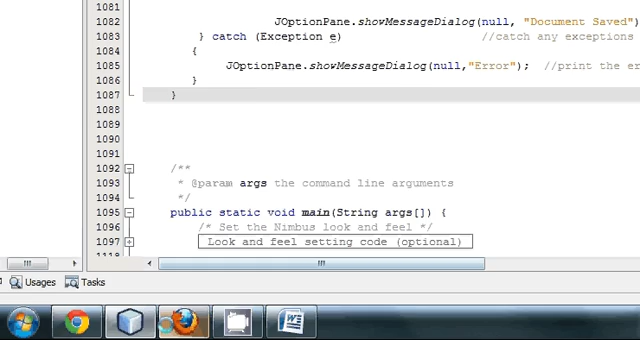 1081
1082 JOptionPane.showMessageDialog(null, "Document Saved")
1083 } catch (Exception e) //catch any exceptions
1084 {
1085 JOptionPane.showMessageDialog(null,"Error"); //print the er
1086 }
1087 }
1088
1089
1090
1091
1092 /**
1093 * @param args the command line arguments
1094 */
1095 public static void main(String args[]) {
1096 /* Set the Nimbus look and feel */
1097 Look and feel setting code (optional)
1118
Usages Tasks